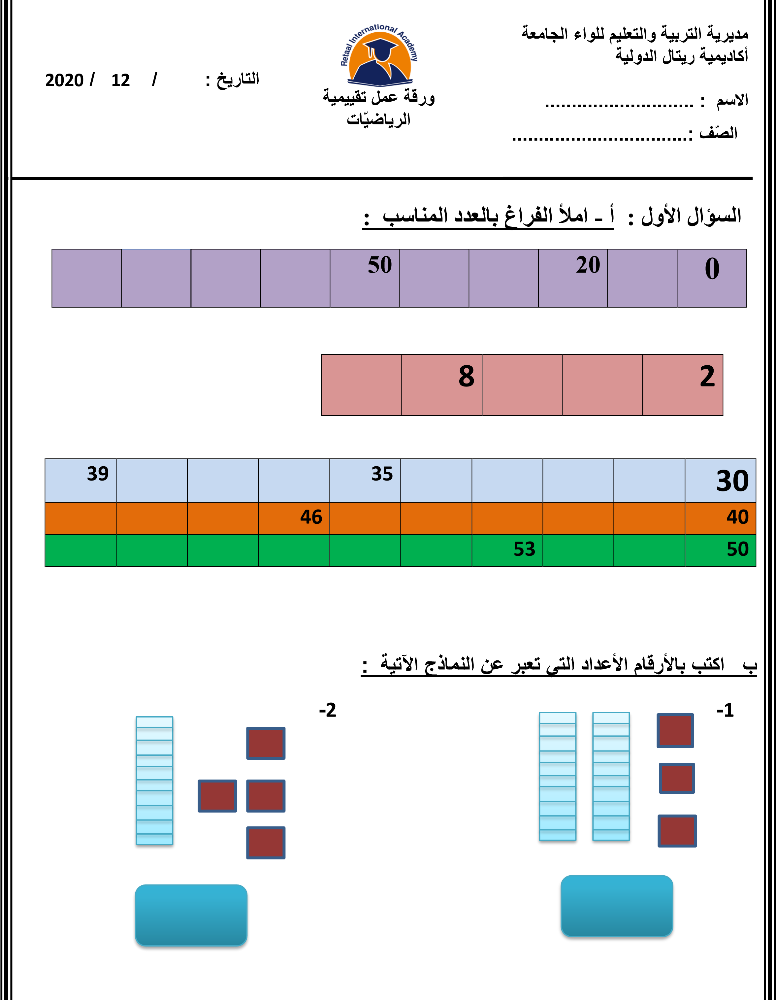 مديرية التربية والتعليم للواء الجامعة
أكاديمية ريتال الدولية
Retaal International Academy
التاريخ : / 12 / 2020
ورقة عمل تقييمية
الاسم : ............................
الرياضيّات
الصّف :.................................
السؤال الأول : أ - املأ الفراغ بالعدد المناسب :
0 20 50
2 8
30 35 39
40 46
50 53
ب اكتب بالأرقام الأعداد التي تعبر عن النماذج الآتية :
1- 2-